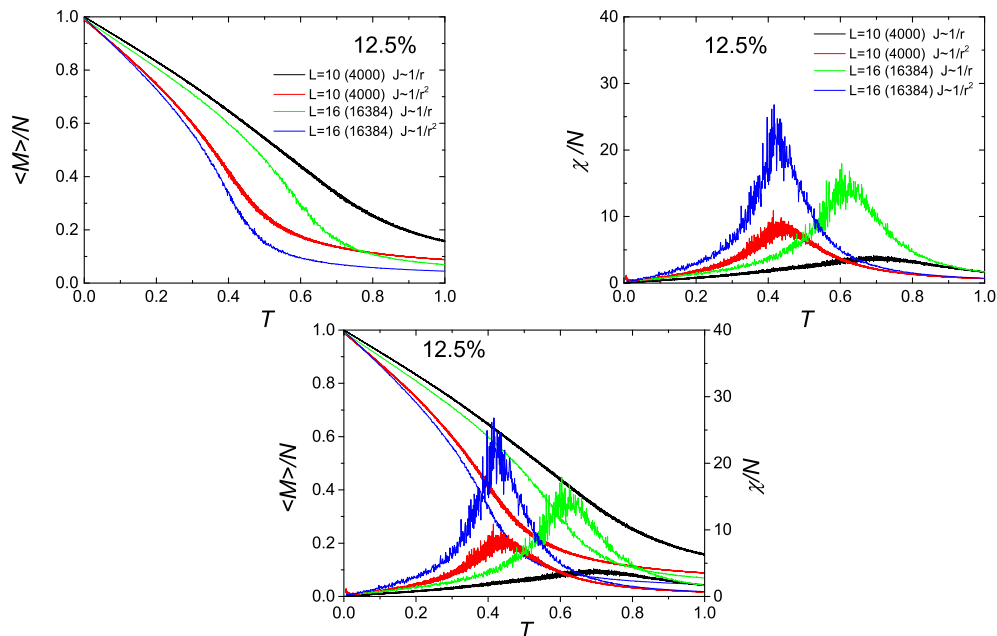 12.5%
L=10 (4000) J~1/r
L=10 (4000) J~1/r²
L=16 (16384) J~1/r
L=16 (16384) J~1/r²
<M>/N
1.0
0.8
0.6
0.4
0.2
0.0
0.0 0.2 0.4 0.6 0.8 1.0
T
12.5%
L=10 (4000) J~1/r
L=10 (4000) J~1/r²
L=16 (16384) J~1/r
L=16 (16384) J~1/r²
χ/N
40
30
20
10
0
0.0 0.2 0.4 0.6 0.8 1.0
T
12.5%
<M>/N
1.0
0.8
0.6
0.4
0.2
0.0
χ/N
40
30
20
10
0
0.0 0.2 0.4 0.6 0.8 1.0
T